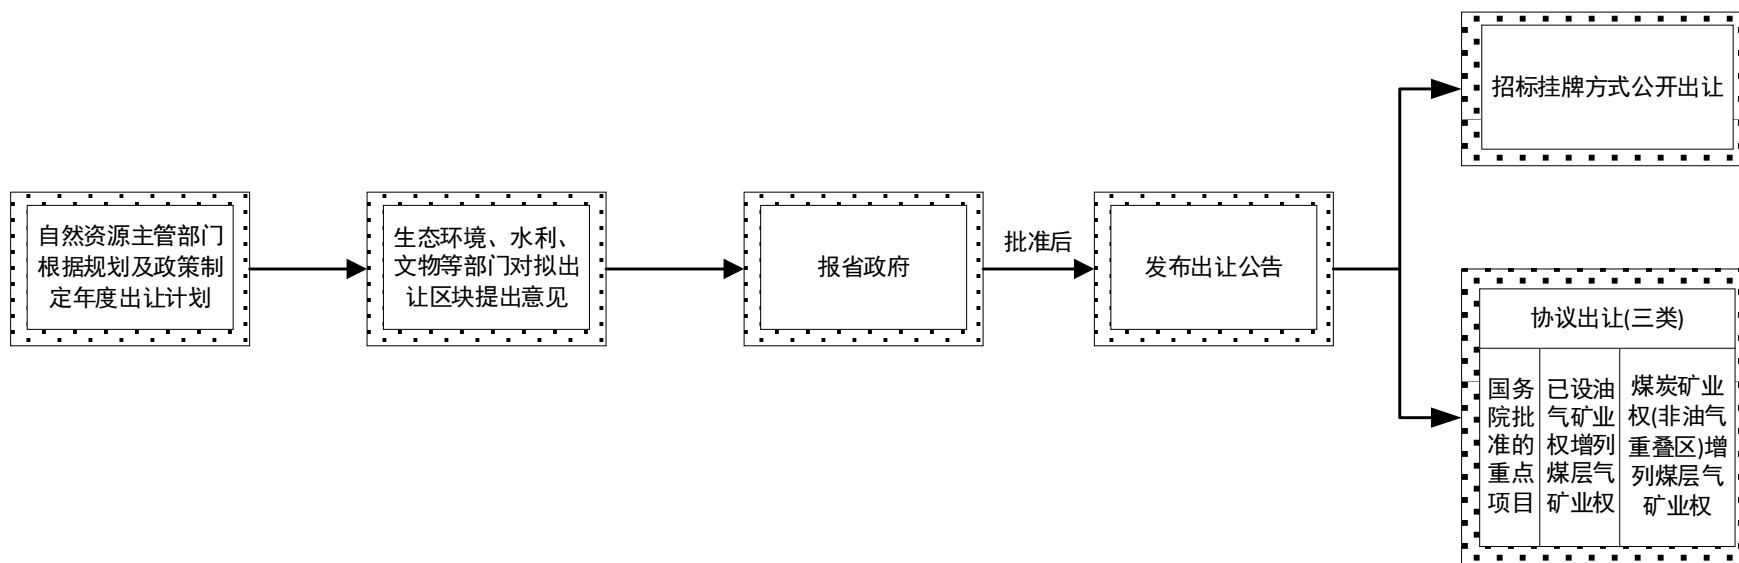 自然资源主管部门
根据规划及政策制
定年度出让计划
生态环境、水利、
文物等部门对拟出
让区块提出意见
报省政府
批准后
发布出让公告
招标挂牌方式公开出让
协议出让(三类)
国务
院批
准的
重点
项目
已设油
气矿业
权增列
煤层气
矿业权
煤炭矿业
权(非油气
重叠区)增
列煤层气
矿业权